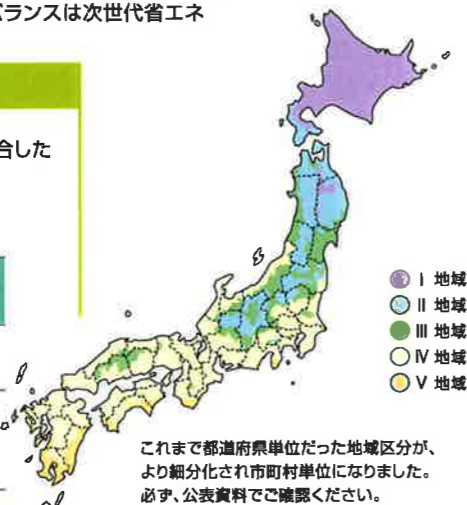 バランスは次世代省エネ
合した
I 地域
II 地域
III 地域
IV 地域
V 地域
これまで都道府県単位だった地域区分が、
より細分化され市町村単位になりました。
必ず、公表資料でご確認ください。